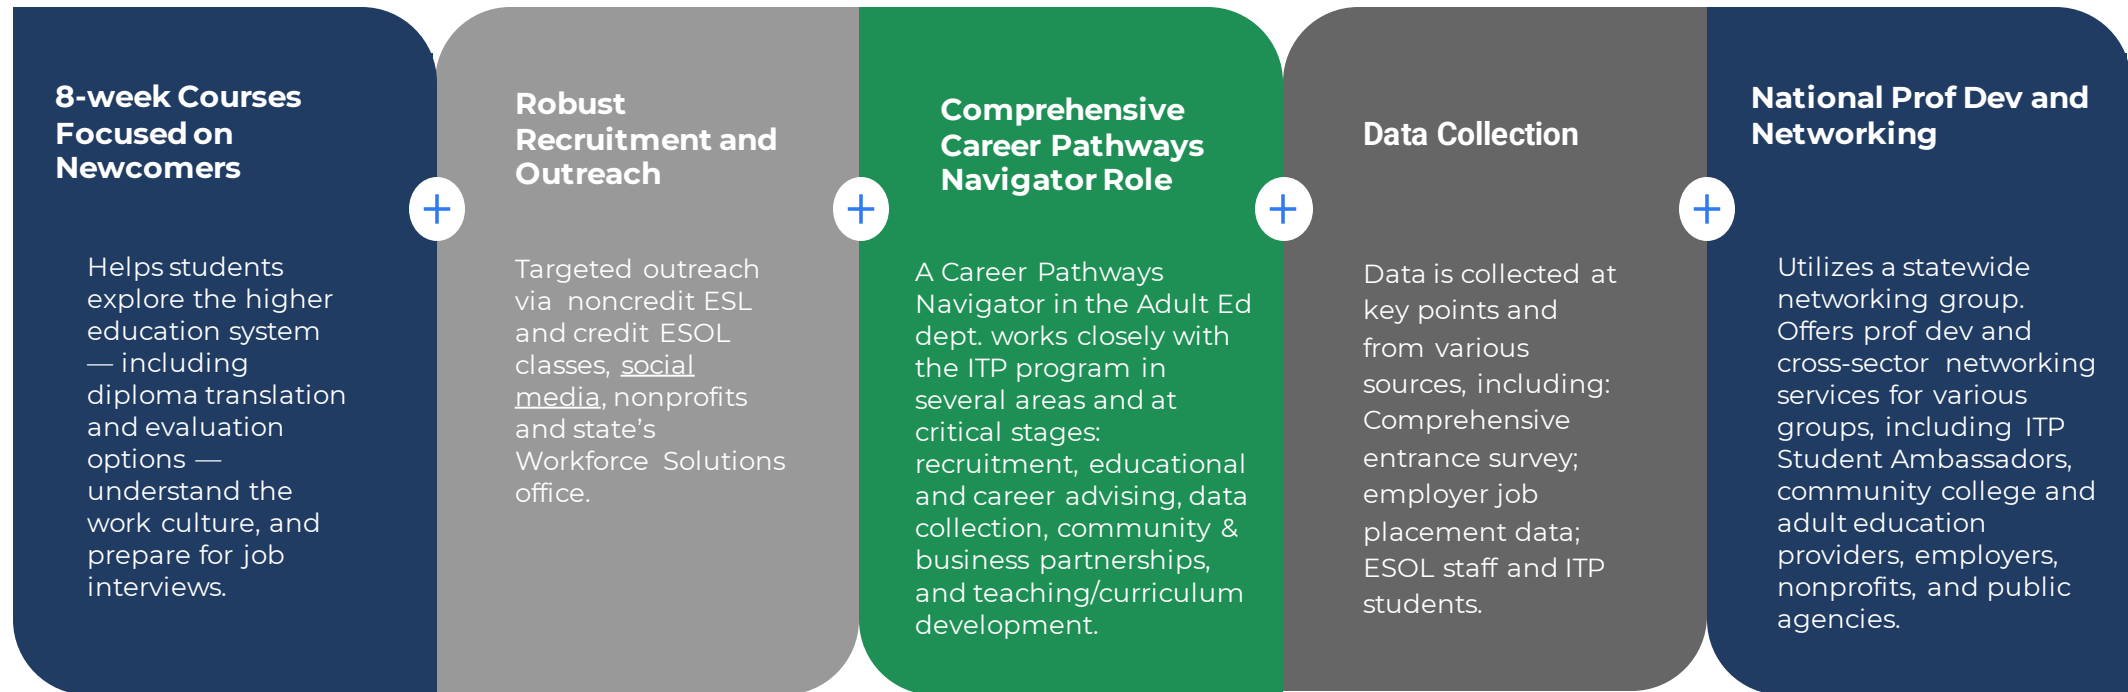 8-week Courses
Focused on
Newcomers
Helps students
explore the higher
education system
— including
diploma translation
and evaluation
options —
understand the
work culture, and
prepare for job
interviews.
Robust
Recruitment and
Outreach
Targeted outreach
via noncredit ESL
and credit ESOL
classes, social
media, nonprofits
and state’s
Workforce Solutions
office.
Comprehensive
Career Pathways
Navigator Role
A Career Pathways
Navigator in the Adult Ed
dept. works closely with
the ITP program in
several areas and at
critical stages:
recruitment, educational
and career advising, data
collection, community &
business partnerships,
and teaching/curriculum
development.
Data Collection
Data is collected at
key points and
from various
sources, including:
Comprehensive
entrance survey;
employer job
placement data;
ESOL staff and ITP
students.
National Prof Dev and
Networking
Utilizes a statewide
networking group.
Offers prof dev and
cross-sector networking
services for various
groups, including ITP
Student Ambassadors,
community college and
adult education
providers, employers,
nonprofits, and public
agencies.